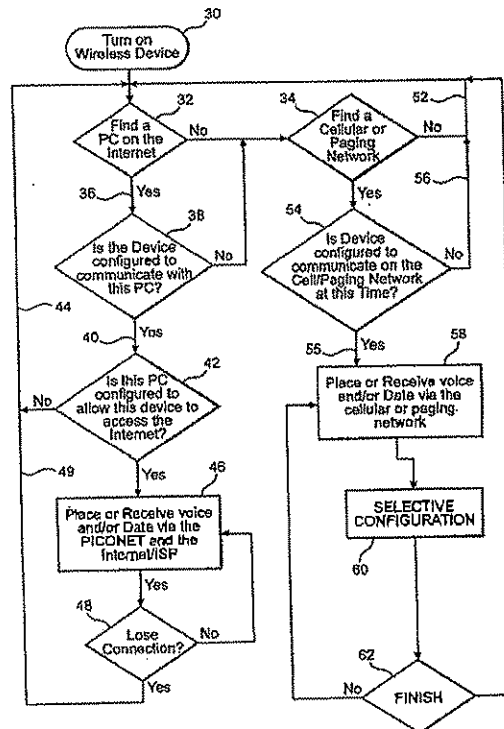 30
Turn on
Wireless Device
32
Find a
PC on the
Internet
No
34
Find a
Cellular or
Paging
Network
No
52
36
Yes
38
Is the Device
configured to
communicate with
this PC?
No
Yes
54
56
Is Device
configured to
communicate on the
Cell/Paging Network
at this Time?
No
44
40
Yes
42
Is this PC
configured to
allow this device to
access the
Internet?
No
49
Yes
55
Yes
58
Place or Receive voice
and/or Data via the
cellular or paging
network
46
Place or Receive voice
and/or Data via the
PICONET and the
Internet/ISP
SELECTIVE
CONFIGURATION
60
Yes
48
Lose
Connection?
No
Yes
62
FINISH
No